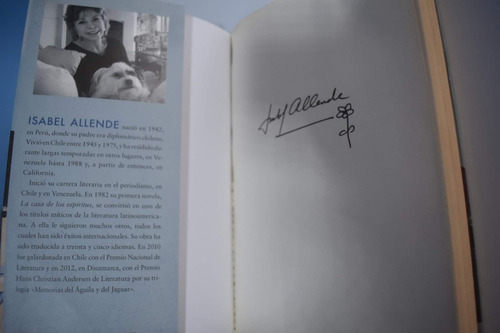 ISABEL ALLENDE nació en 1942,
en Perú, donde su padre era diplomático chileno.
Vivió en Chile entre 1945 y 1975, y ha residido du-
rante largas temporadas en otros lugares, en Ve-
nezuela hasta 1988 y, a partir de entonces, en
California.
Inició su carrera literaria en el periodismo, en
Chile y en Venezuela. En 1982 su primera novela,
La casa de los espíritus, se convirtió en uno de
los títulos míticos de la literatura latinoamerica-
na. A ella le siguieron muchos otros, todos los
cuales han sido éxitos internacionales. Su obra ha
sido traducida a treinta y cinco idiomas. En 2010
fue galardonada en Chile con el Premio Nacional de
Literatura y en 2012, en Dinamarca, con el Premio
Hans Christian Andersen de Literatura por su tri-
logía «Memorias del Águila y del Jaguar».
Isabel Allende